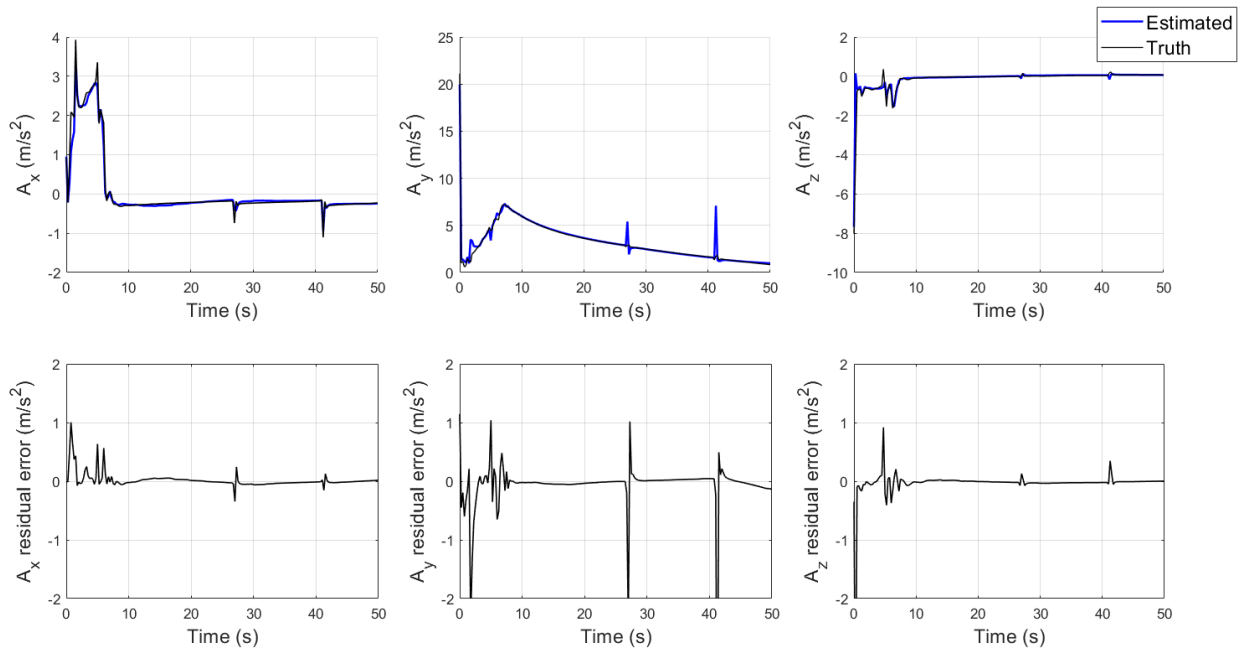 Estimated
Truth
4
3
2
1
0
-1
-2
A_x (m/s^2)
0 10 20 30 40 50
Time (s)
25
20
15
10
5
0
A_y (m/s^2)
0 10 20 30 40 50
Time (s)
2
0
-2
-4
-6
-8
-10
A_z (m/s^2)
0 10 20 30 40 50
Time (s)
2
1
0
-1
-2
A_x residual error (m/s^2)
0 10 20 30 40 50
Time (s)
2
1
0
-1
-2
A_y residual error (m/s^2)
0 10 20 30 40 50
Time (s)
2
1
0
-1
-2
A_z residual error (m/s^2)
0 10 20 30 40 50
Time (s)